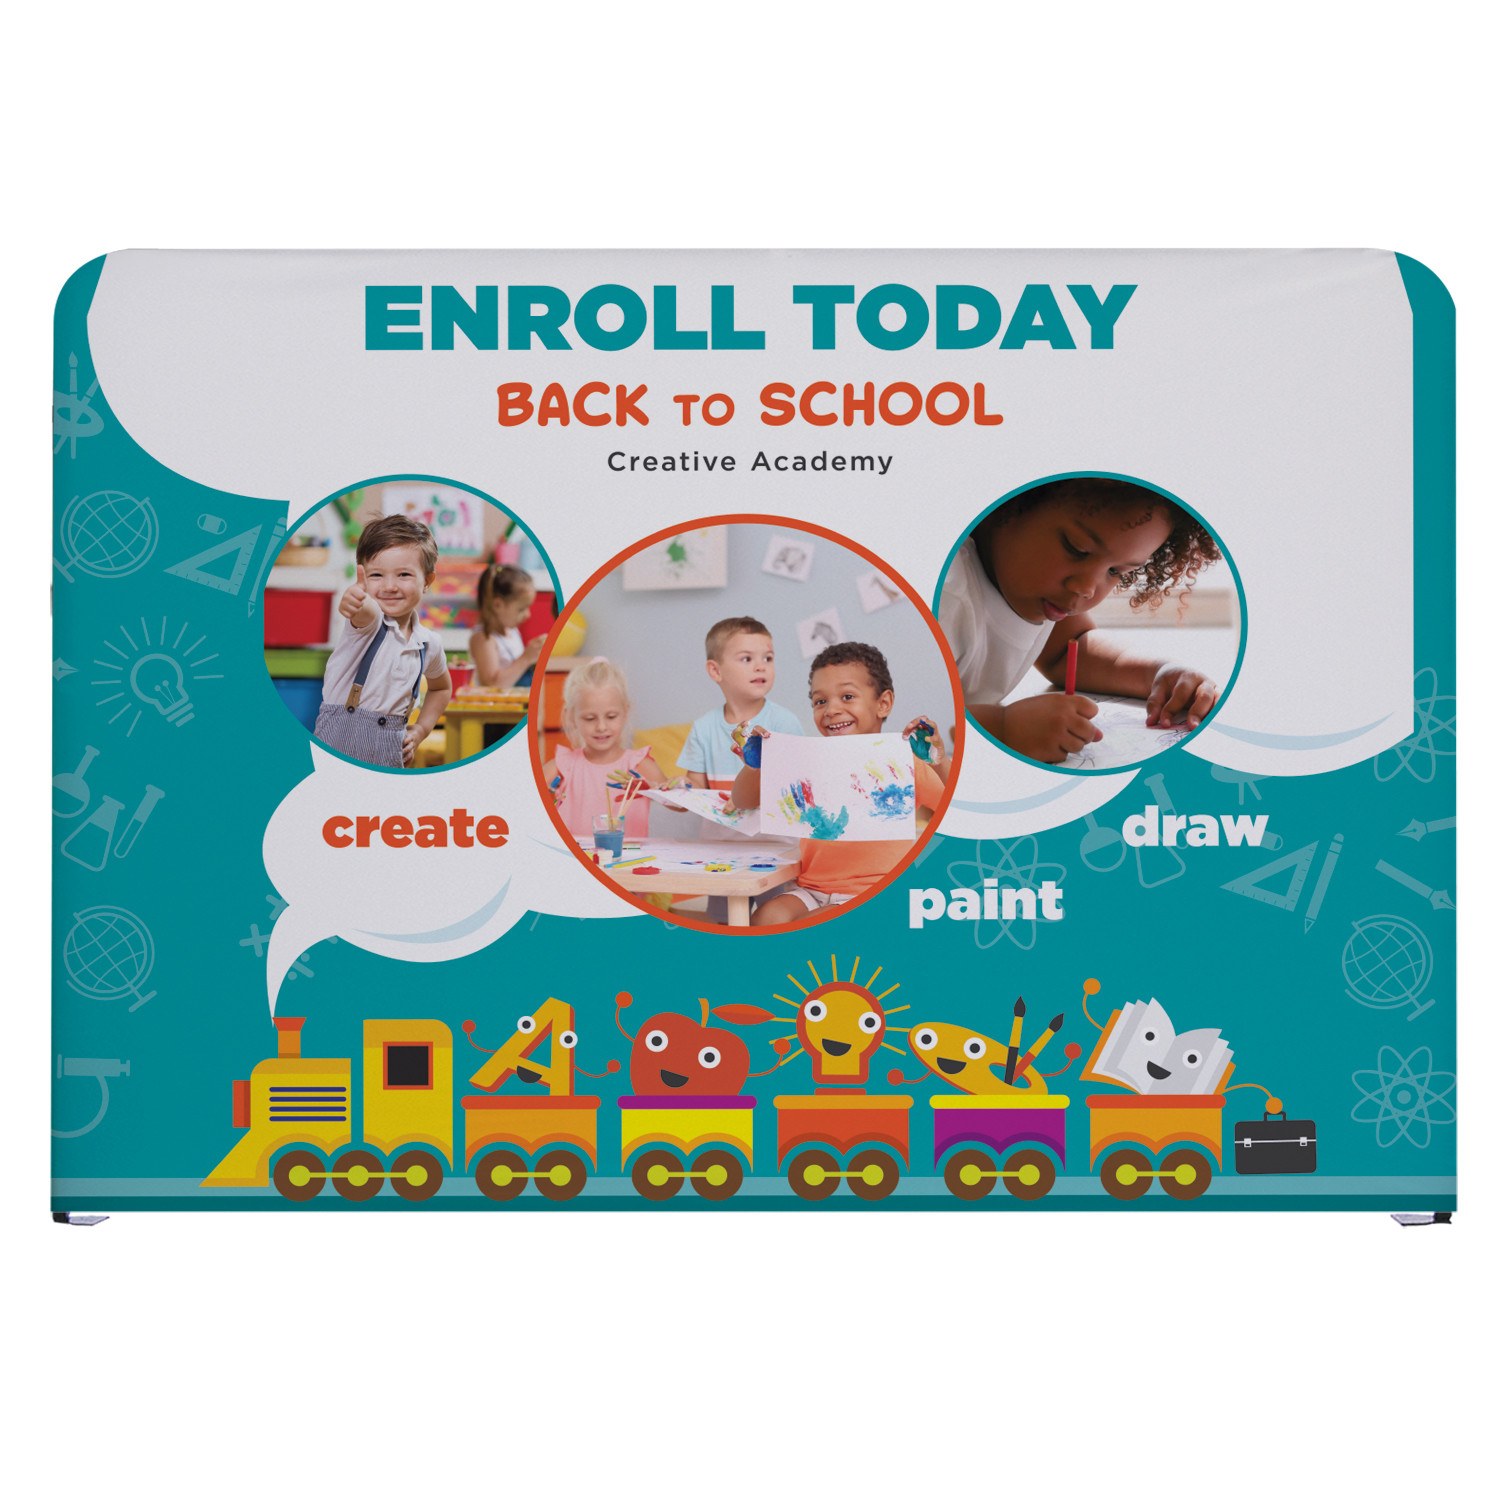 ENROLL TODAY
BACK TO SCHOOL
Creative Academy
create
draw
paint
A